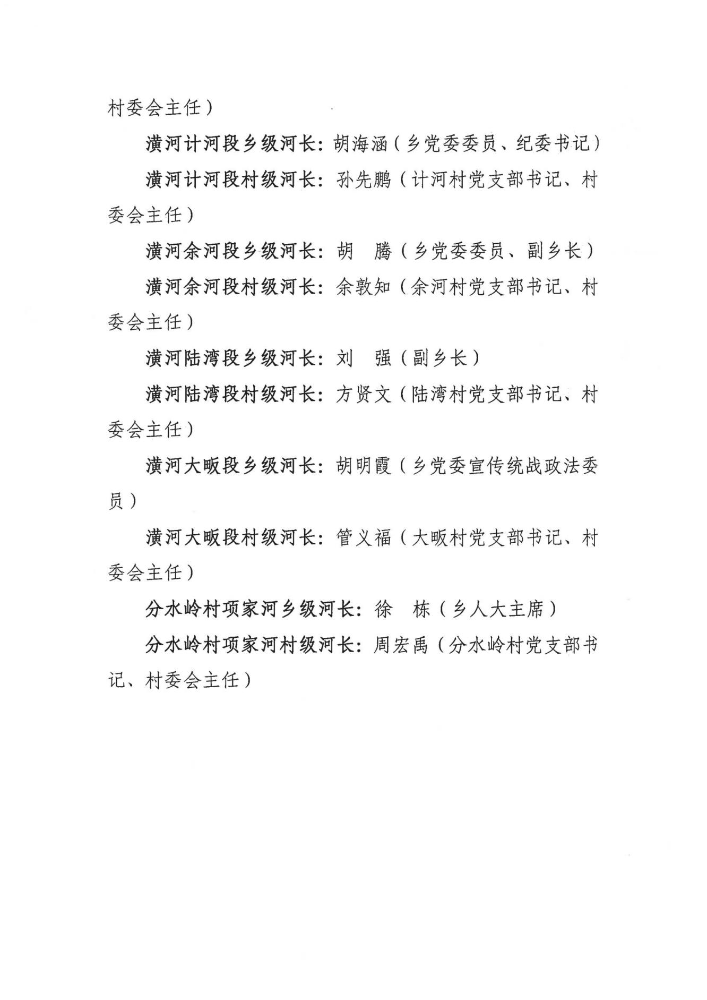 村委会主任）
潢河计河段乡级河长：胡海涵（乡党委委员、纪委书记）
潢河计河段村级河长：孙先鹏（计河村党支部书记、村
委会主任）
潢河余河段乡级河长：胡　腾（乡党委委员、副乡长）
潢河余河段村级河长：余敦知（余河村党支部书记、村
委会主任）
潢河陆湾段乡级河长：刘　强（副乡长）
潢河陆湾段村级河长：方贤文（陆湾村党支部书记、村
委会主任）
潢河大畈段乡级河长：胡明霞（乡党委宣传统战政法委
员）
潢河大畈段村级河长：管义福（大畈村党支部书记、村
委会主任）
分水岭村项家河乡级河长：徐　栋（乡人大主席）
分水岭村项家河村级河长：周宏禹（分水岭村党支部书
记、村委会主任）